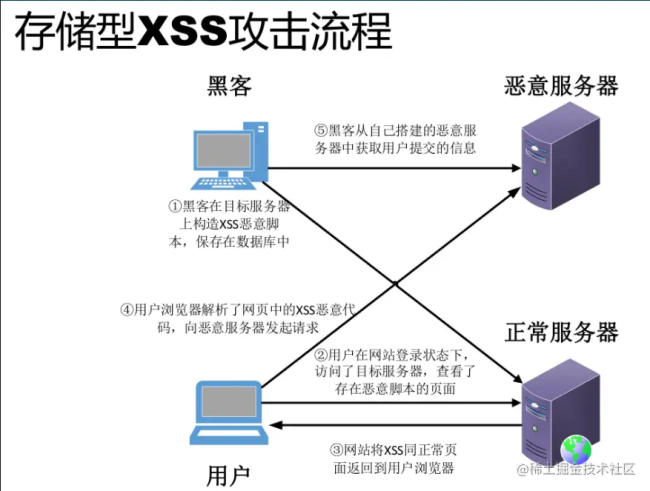 存储型XSS攻击流程
黑客
恶意服务器
⑤黑客从自己搭建的恶意服
务器中获取用户提交的信息
①黑客在目标服务器
上构造XSS恶意脚
本，保存在数据库中
④用户浏览器解析了网页中的XSS恶意代
码，向恶意服务器发起请求
正常服务器
②用户在网站登录状态下，
访问了目标服务器，查看了
存在恶意脚本的页面
③网站将XSS同正常页
面返回到用户浏览器
用户
@稀土掘金技术社区